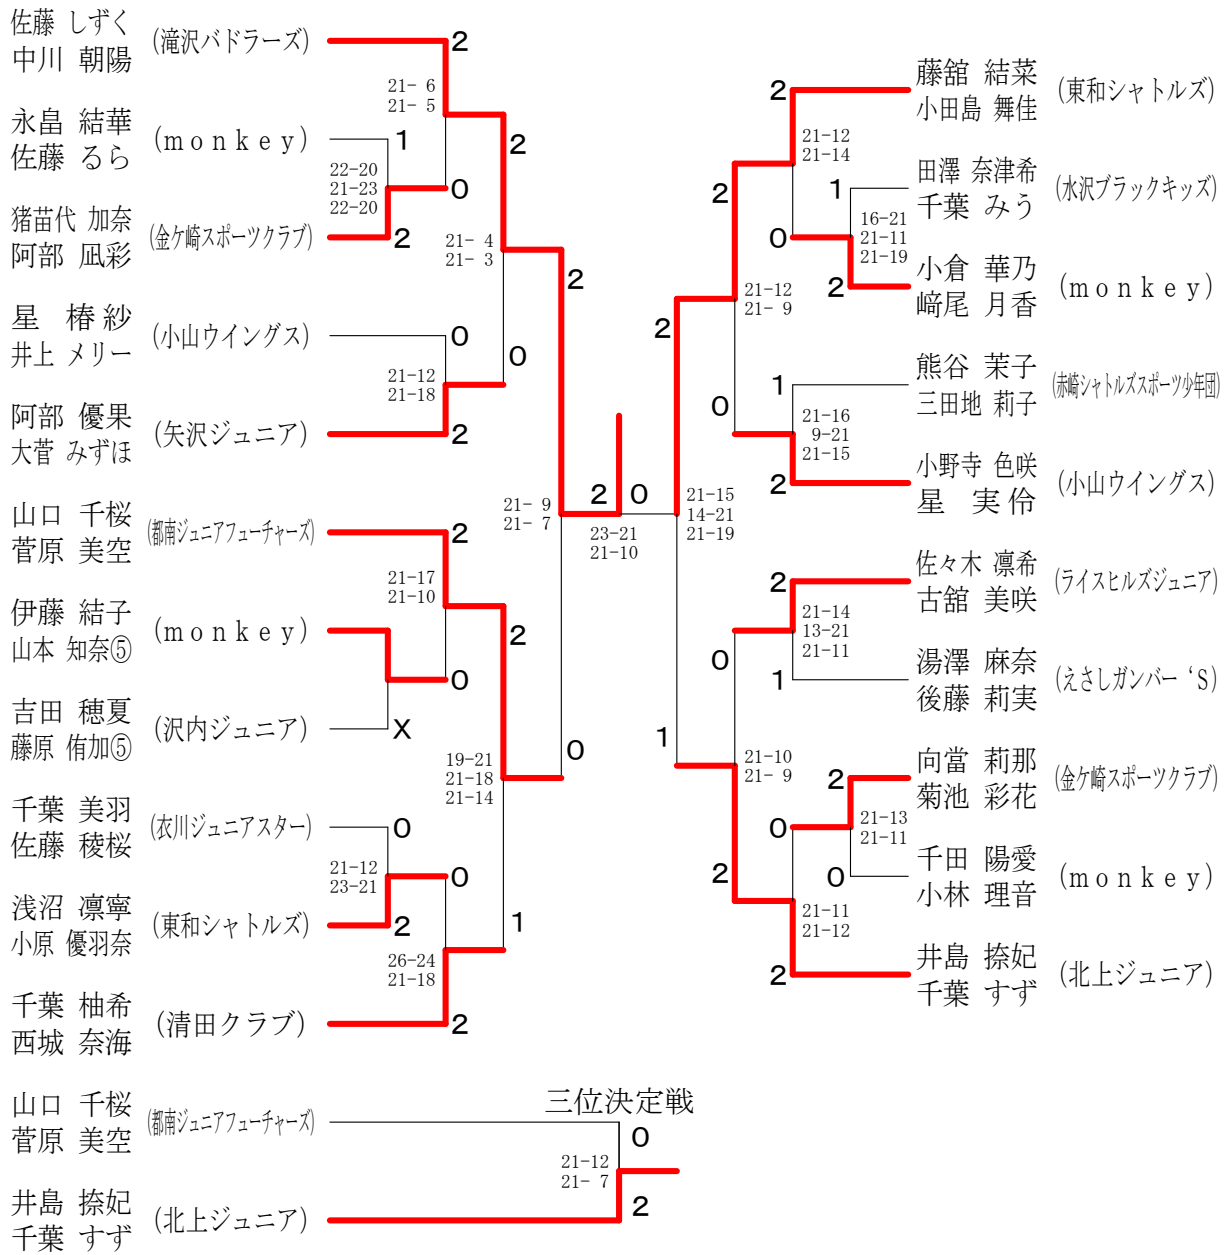 佐藤 しずく
中川 朝陽
(滝沢バドラーズ)
2
21- 6
21- 5
永畠 結華
佐藤 るら
(monkey)
1
22-20
21-23
22-20
0
2
猪苗代 加奈
阿部 凪彩
(金ケ崎スポーツクラブ)
2
21- 4
21- 3
2
星 椿紗
井上 メリー
(小山ウイングス)
0
0
21-12
21-18
阿部 優果
大菅 みずほ
(矢沢ジュニア)
2
21- 9
21- 7
山口 千桜
菅原 美空
(都南ジュニアフューチャーズ)
2
21-17
21-10
2
伊藤 結子
山本 知奈⑤
(monkey)
0
吉田 穂夏
藤原 侑加⑤
(沢内ジュニア)
X
0
19-21
21-18
21-14
千葉 美羽
佐藤 稜桜
(衣川ジュニアスター)
0
21-12
23-21
0
浅沼 凛寧
小原 優羽奈
(東和シャトルズ)
2
1
26-24
21-18
千葉 柚希
西城 奈海
(清田クラブ)
2
2
0
23-21
21-10
藤舘 結菜
小田島 舞佳
(東和シャトルズ)
2
21-12
21-14
2
田澤 奈津希
千葉 みう
(水沢ブラックキッズ)
1
16-21
21-11
21-19
0
小倉 華乃
﨑尾 月香
(monkey)
2
21-12
21- 9
2
熊谷 茉子
三田地 莉子
(赤崎シャトルズスポーツ少年団)
1
0
21-16
9-21
21-15
小野寺 色咲
星 実伶
(小山ウイングス)
2
21-15
14-21
21-19
佐々木 凛希
古舘 美咲
(ライスヒルズジュニア)
2
21-14
13-21
21-11
0
湯澤 麻奈
後藤 莉実
(えさしガンバー‘S)
1
1
21-10
21- 9
向當 莉那
菊池 彩花
(金ケ崎スポーツクラブ)
2
21-13
21-11
0
千田 陽愛
小林 理音
(monkey)
0
2
21-11
21-12
井島 捺妃
千葉 すず
(北上ジュニア)
2
三位決定戦
山口 千桜
菅原 美空
(都南ジュニアフューチャーズ)
0
21-12
21- 7
井島 捺妃
千葉 すず
(北上ジュニア)
2